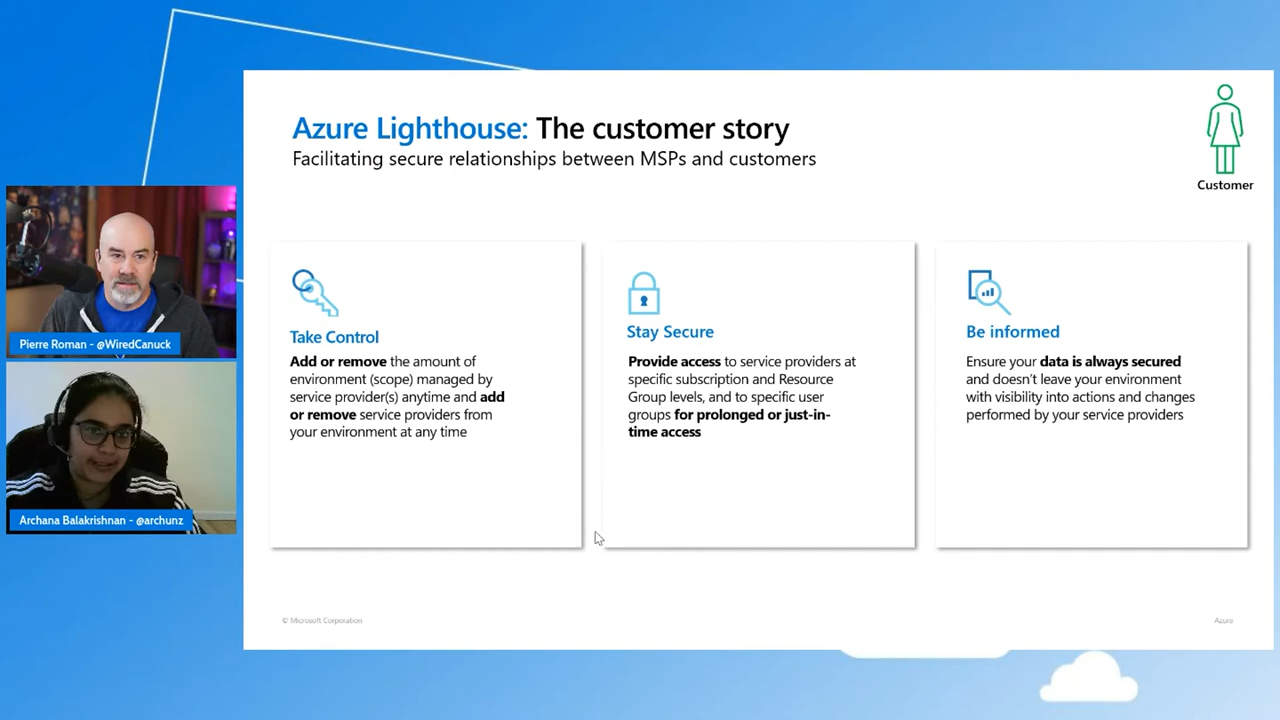 Azure Lighthouse: The customer story
Facilitating secure relationships between MSPs and customers
Customer
Pierre Roman - @WiredCanuck
Archana Balakrishnan - @archunz
Take Control
Add or remove the amount of
environment (scope) managed by
service provider(s) anytime and add
or remove service providers from
your environment at any time
Stay Secure
Provide access to service providers at
specific subscription and Resource
Group levels, and to specific user
groups for prolonged or just-in-
time access
Be informed
Ensure your data is always secured
and doesn't leave your environment
with visibility into actions and changes
performed by your service providers
© Microsoft Corporation
Azure